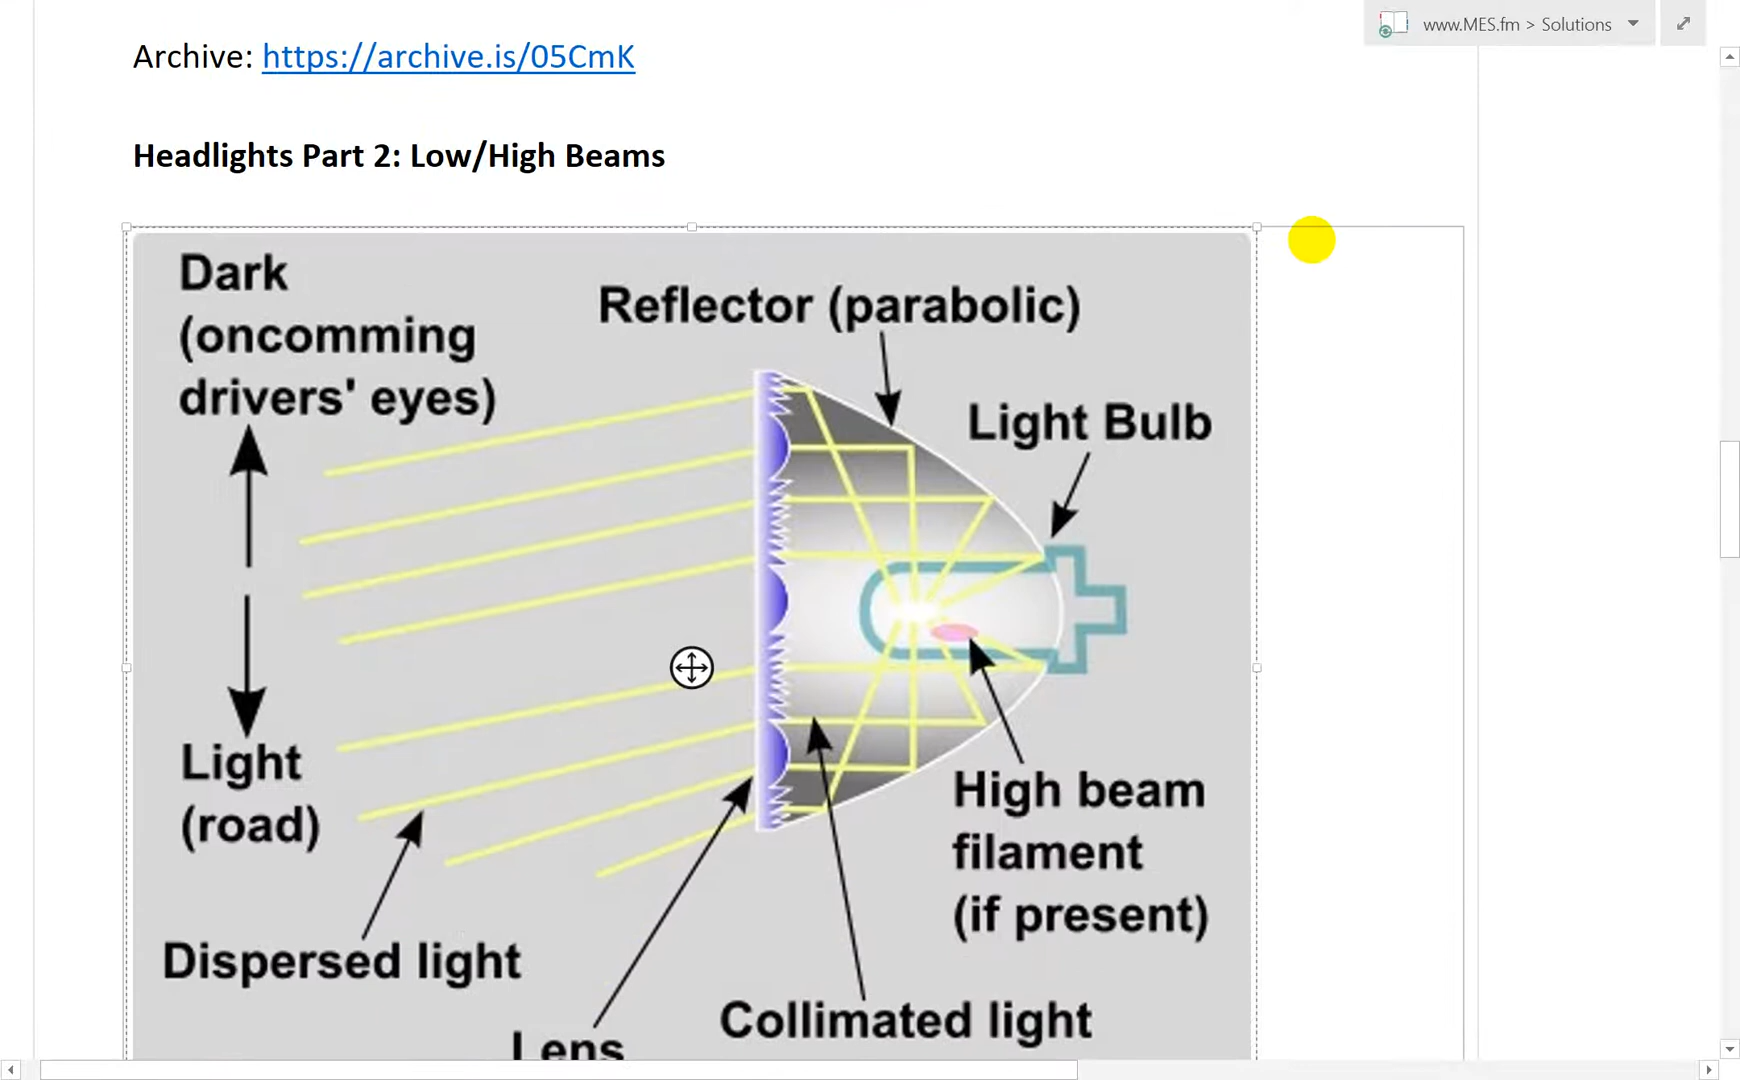 www.MES.fm > Solutions
Archive: https://archive.is/05CmK
Headlights Part 2: Low/High Beams
Dark
(oncomming
drivers' eyes)
Reflector (parabolic)
Light Bulb
Light
(road)
High beam
filament
(if present)
Dispersed light
Collimated light
Lens